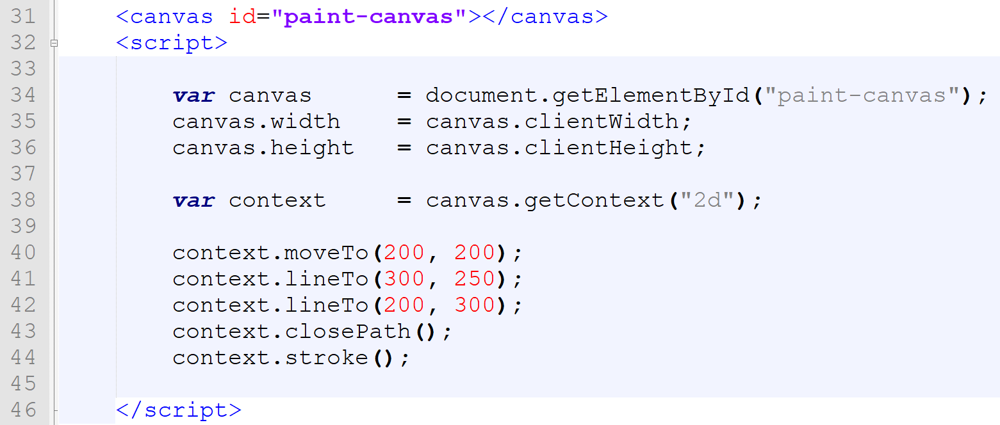 31 <canvas id="paint-canvas"></canvas>
32 <script>
33
34 var canvas = document.getElementById("paint-canvas");
35 canvas.width = canvas.clientWidth;
36 canvas.height = canvas.clientHeight;
37
38 var context = canvas.getContext("2d");
39
40 context.moveTo(200, 200);
41 context.lineTo(300, 250);
42 context.lineTo(200, 300);
43 context.closePath();
44 context.stroke();
45
46 </script>